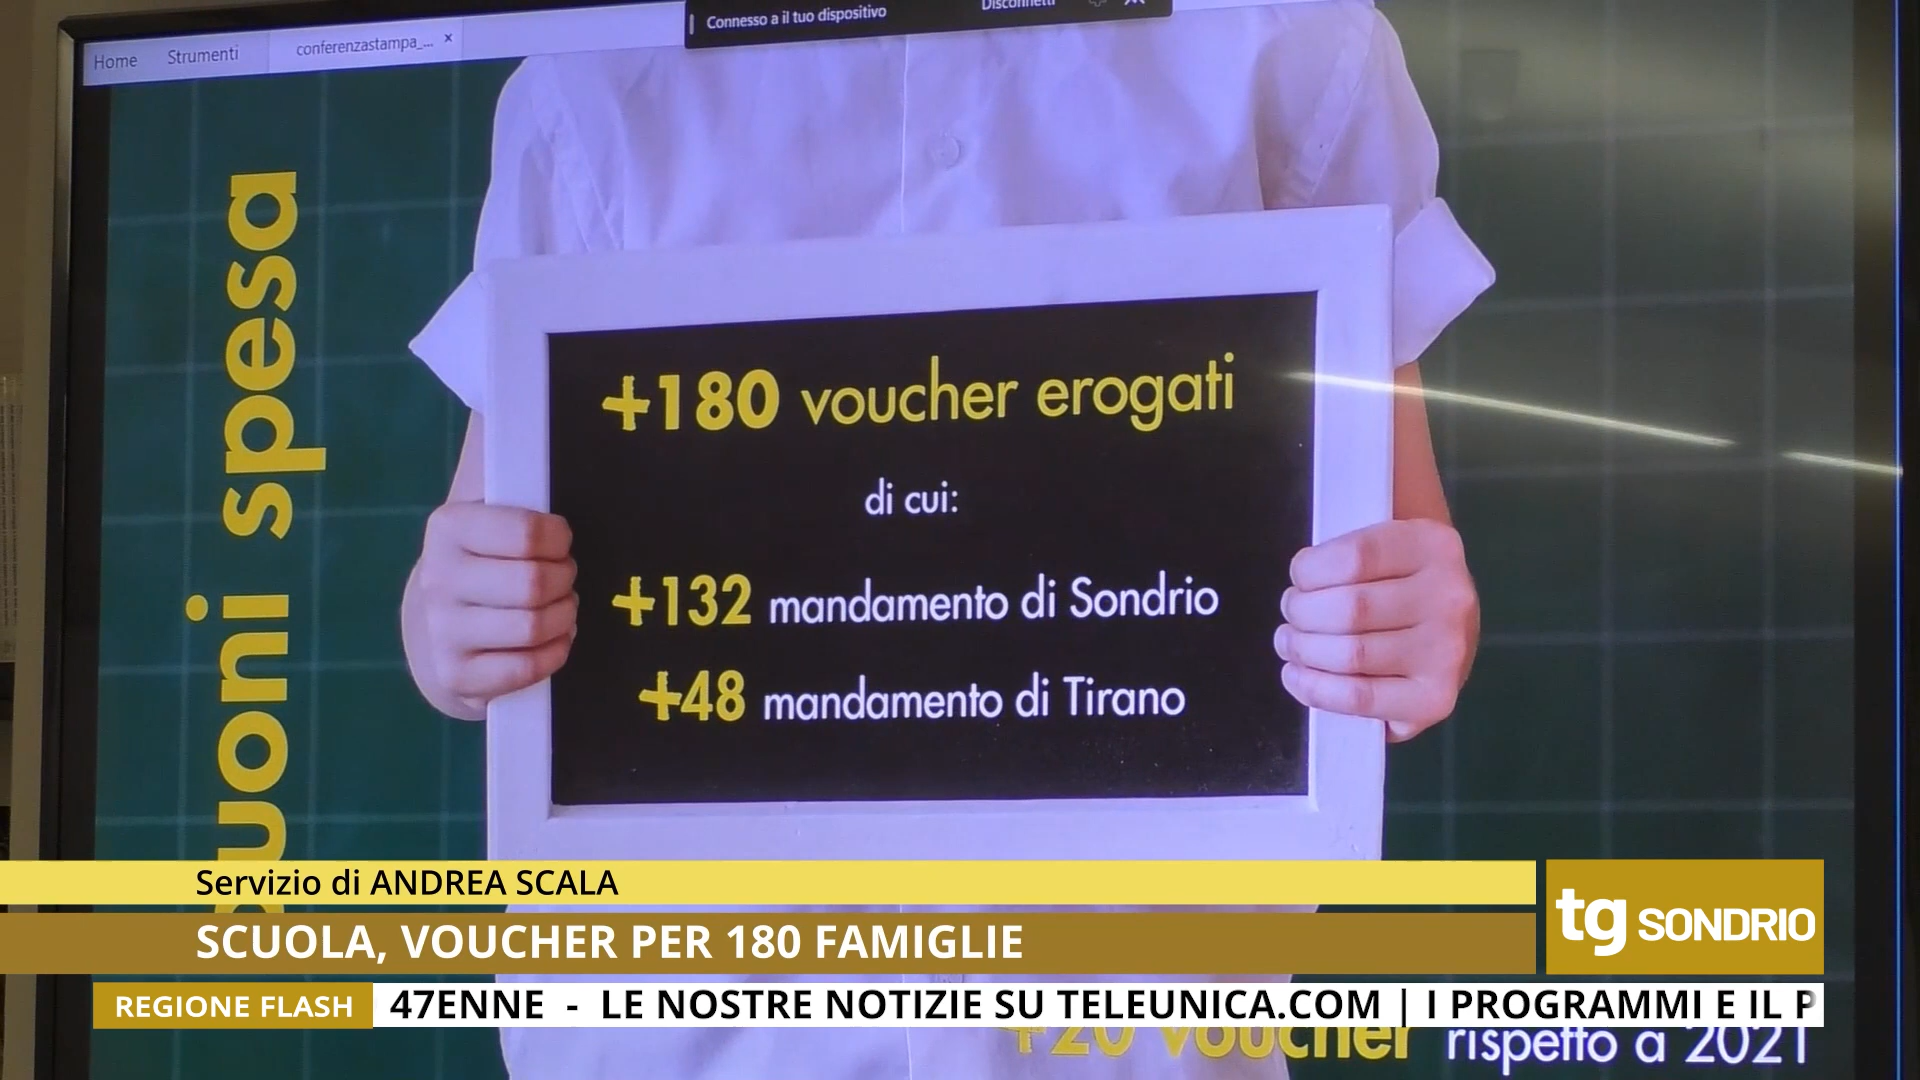 Connesso a il tuo dispositivo
Disconnetti
Home Strumenti conferenzastampa_... ×
buoni spesa
+180 voucher erogati
di cui:
+132 mandamento di Sondrio
+48 mandamento di Tirano
Servizio di ANDREA SCALA
SCUOLA, VOUCHER PER 180 FAMIGLIE
tg SONDRIO
REGIONE FLASH 47ENNE - LE NOSTRE NOTIZIE SU TELEUNICA.COM | I PROGRAMMI E IL P
+20 voucher rispetto a 2021